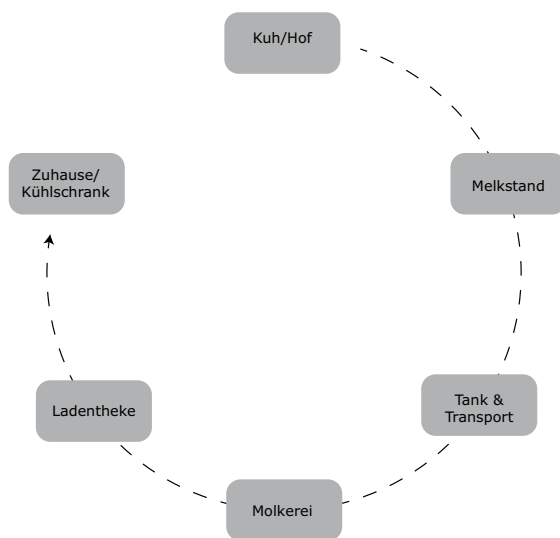 Kuh/Hof
Melkstand
Tank &
Transport
Molkerei
Ladentheke
Zuhause/
Kühlschrank